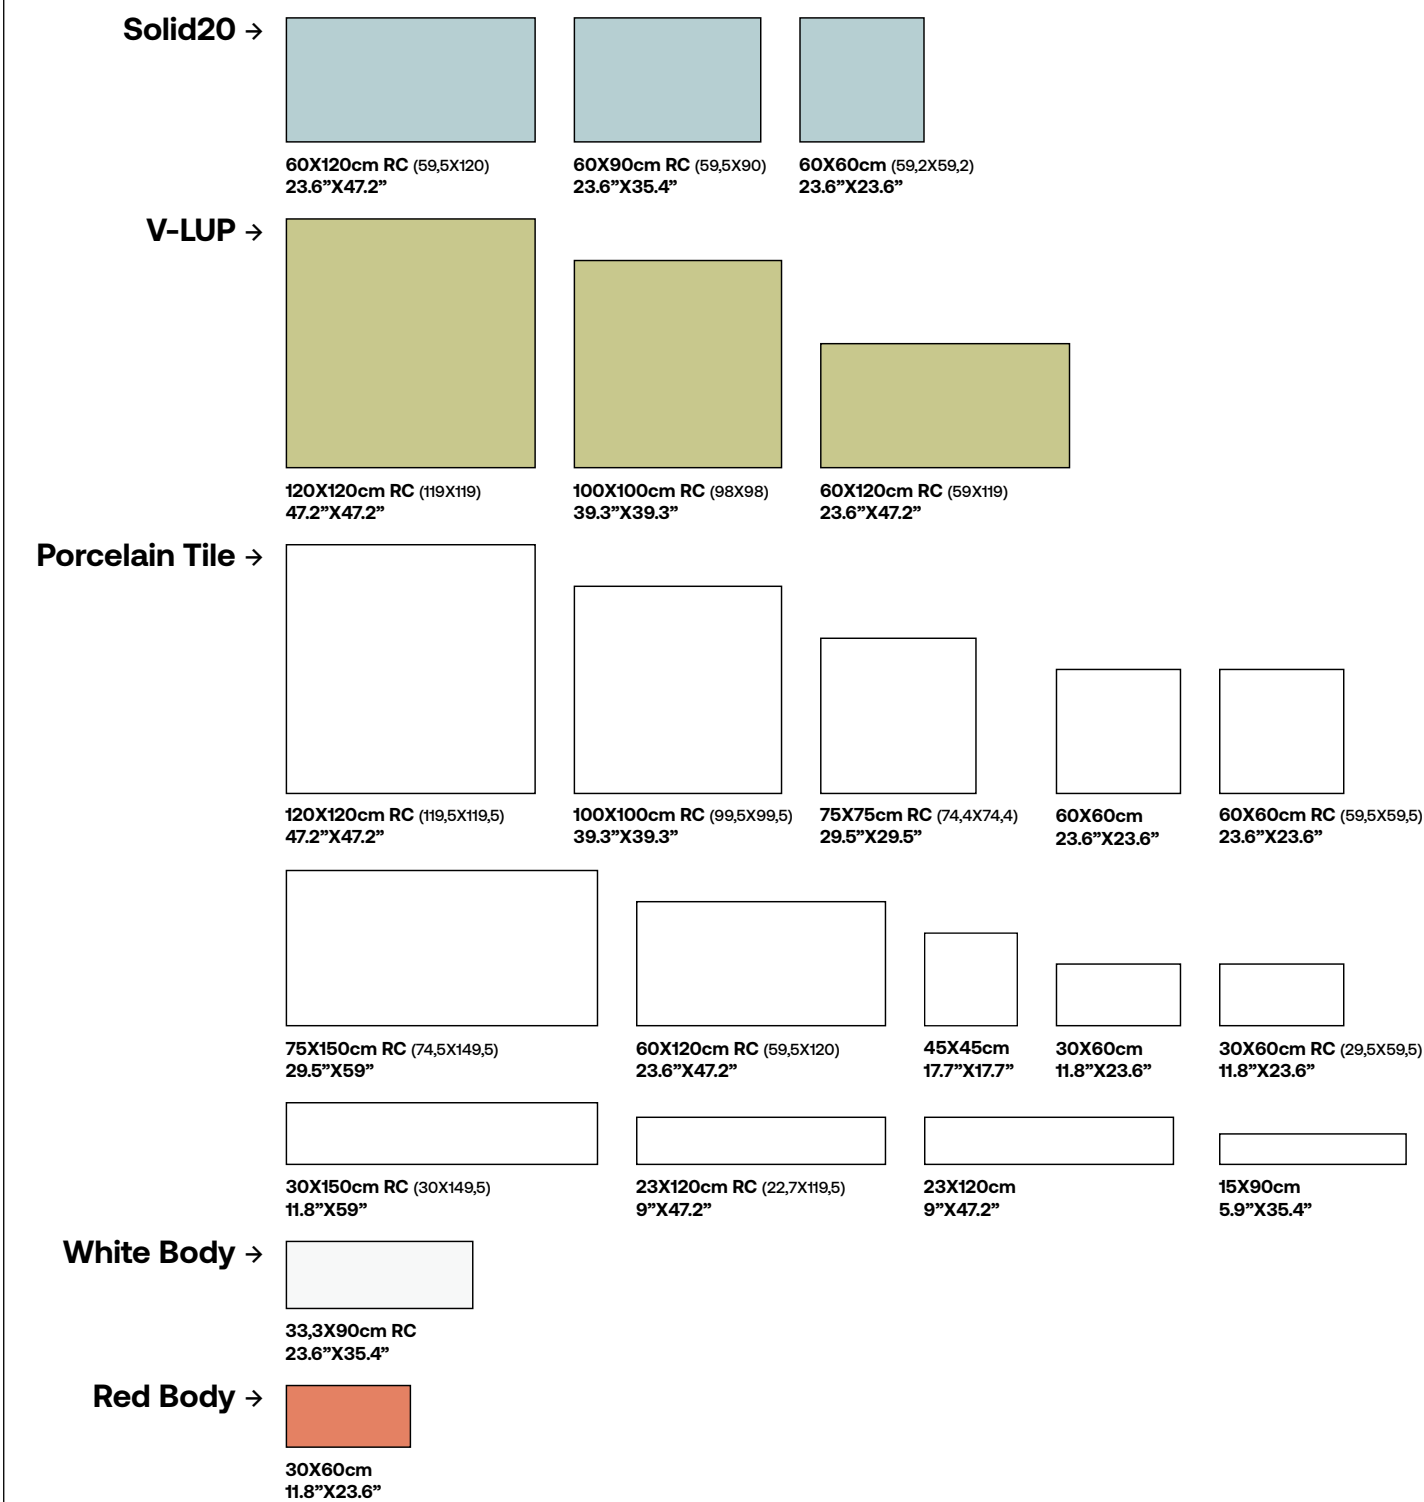 Solid20 →
60X120cm RC (59,5X120)
23.6”X47.2”
60X90cm RC (59,5X90)
23.6”X35.4”
60X60cm (59,2X59,2)
23.6”X23.6”
V-LUP →
120X120cm RC (119X119)
47.2”X47.2”
100X100cm RC (98X98)
39.3”X39.3”
60X120cm RC (59X119)
23.6”X47.2”
Porcelain Tile →
120X120cm RC (119,5X119,5)
47.2”X47.2”
100X100cm RC (99,5X99,5)
39.3”X39.3”
75X75cm RC (74,4X74,4)
29.5”X29.5”
60X60cm
23.6”X23.6”
60X60cm RC (59,5X59,5)
23.6”X23.6”
75X150cm RC (74,5X149,5)
29.5”X59”
60X120cm RC (59,5X120)
23.6”X47.2”
45X45cm
17.7”X17.7”
30X60cm
11.8”X23.6”
30X60cm RC (29,5X59,5)
11.8”X23.6”
30X150cm RC (30X149,5)
11.8”X59”
23X120cm RC (22,7X119,5)
9”X47.2”
23X120cm
9”X47.2”
15X90cm
5.9”X35.4”
White Body →
33,3X90cm RC
23.6”X35.4”
Red Body →
30X60cm
11.8”X23.6”